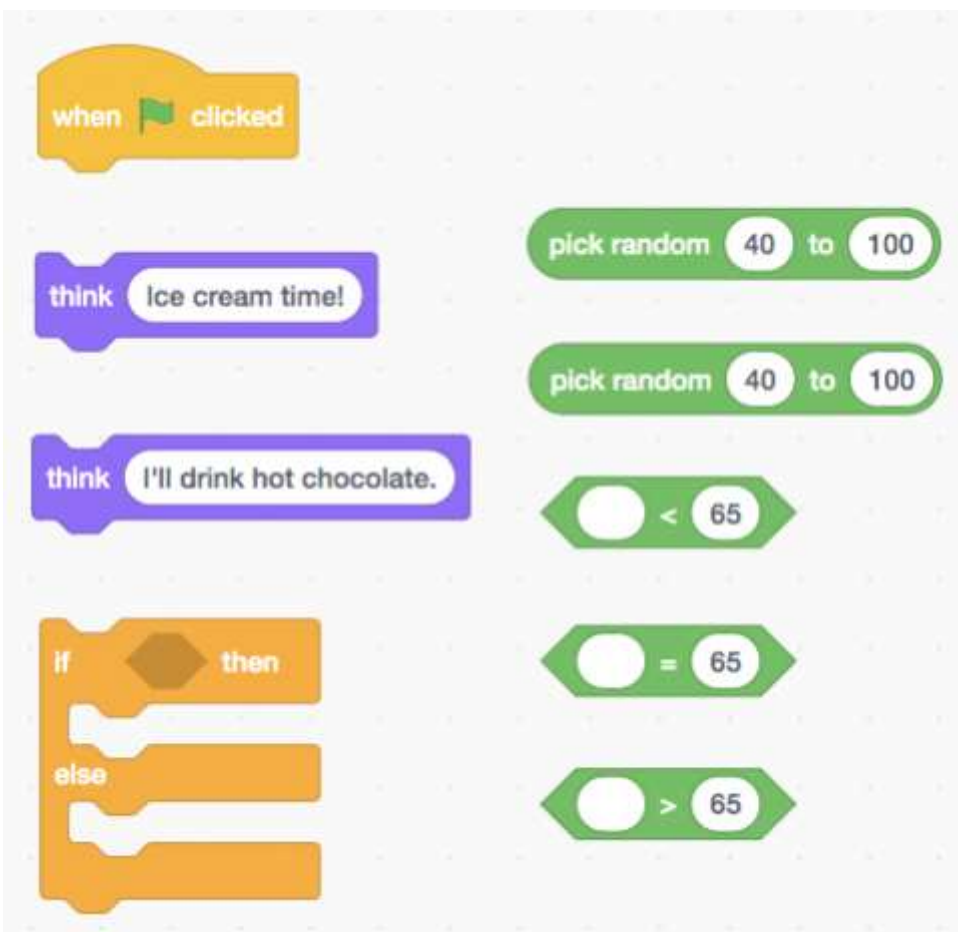 when clicked
think Ice cream time!
think I'll drink hot chocolate.
if then
else
pick random 40 to 100
pick random 40 to 100
< 65
= 65
> 65